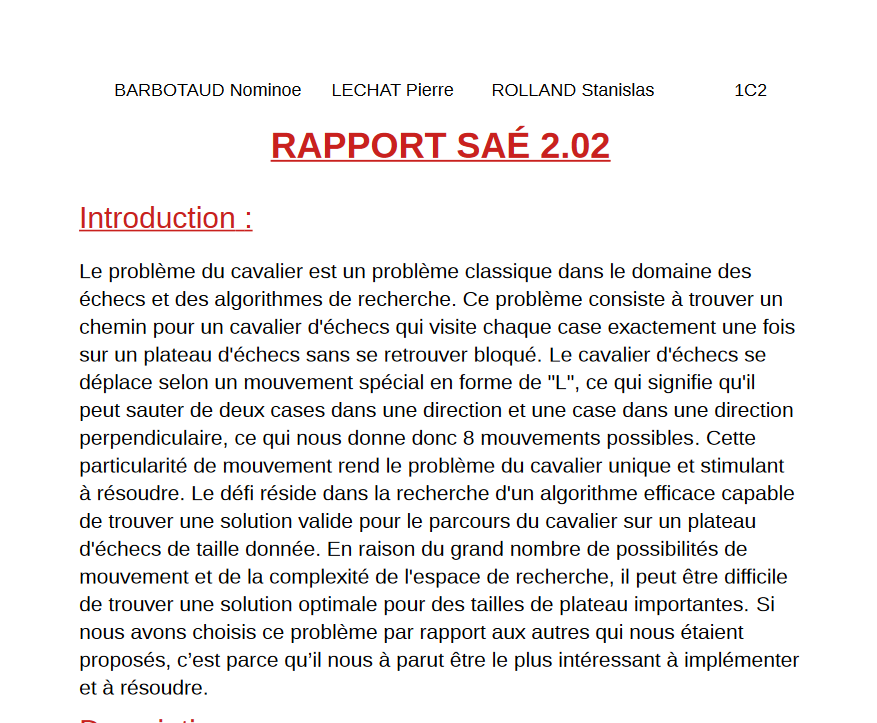 BARBOTAUD Nominoe LECHAT Pierre ROLLAND Stanislas 1C2
RAPPORT SAÉ 2.02
Introduction :
Le problème du cavalier est un problème classique dans le domaine des
échecs et des algorithmes de recherche. Ce problème consiste à trouver un
chemin pour un cavalier d'échecs qui visite chaque case exactement une fois
sur un plateau d'échecs sans se retrouver bloqué. Le cavalier d'échecs se
déplace selon un mouvement spécial en forme de "L", ce qui signifie qu'il
peut sauter de deux cases dans une direction et une case dans une direction
perpendiculaire, ce qui nous donne donc 8 mouvements possibles. Cette
particularité de mouvement rend le problème du cavalier unique et stimulant
à résoudre. Le défi réside dans la recherche d'un algorithme efficace capable
de trouver une solution valide pour le parcours du cavalier sur un plateau
d'échecs de taille donnée. En raison du grand nombre de possibilités de
mouvement et de la complexité de l'espace de recherche, il peut être difficile
de trouver une solution optimale pour des tailles de plateau importantes. Si
nous avons choisis ce problème par rapport aux autres qui nous étaient
proposés, c’est parce qu’il nous à parut être le plus intéressant à implémenter
et à résoudre.